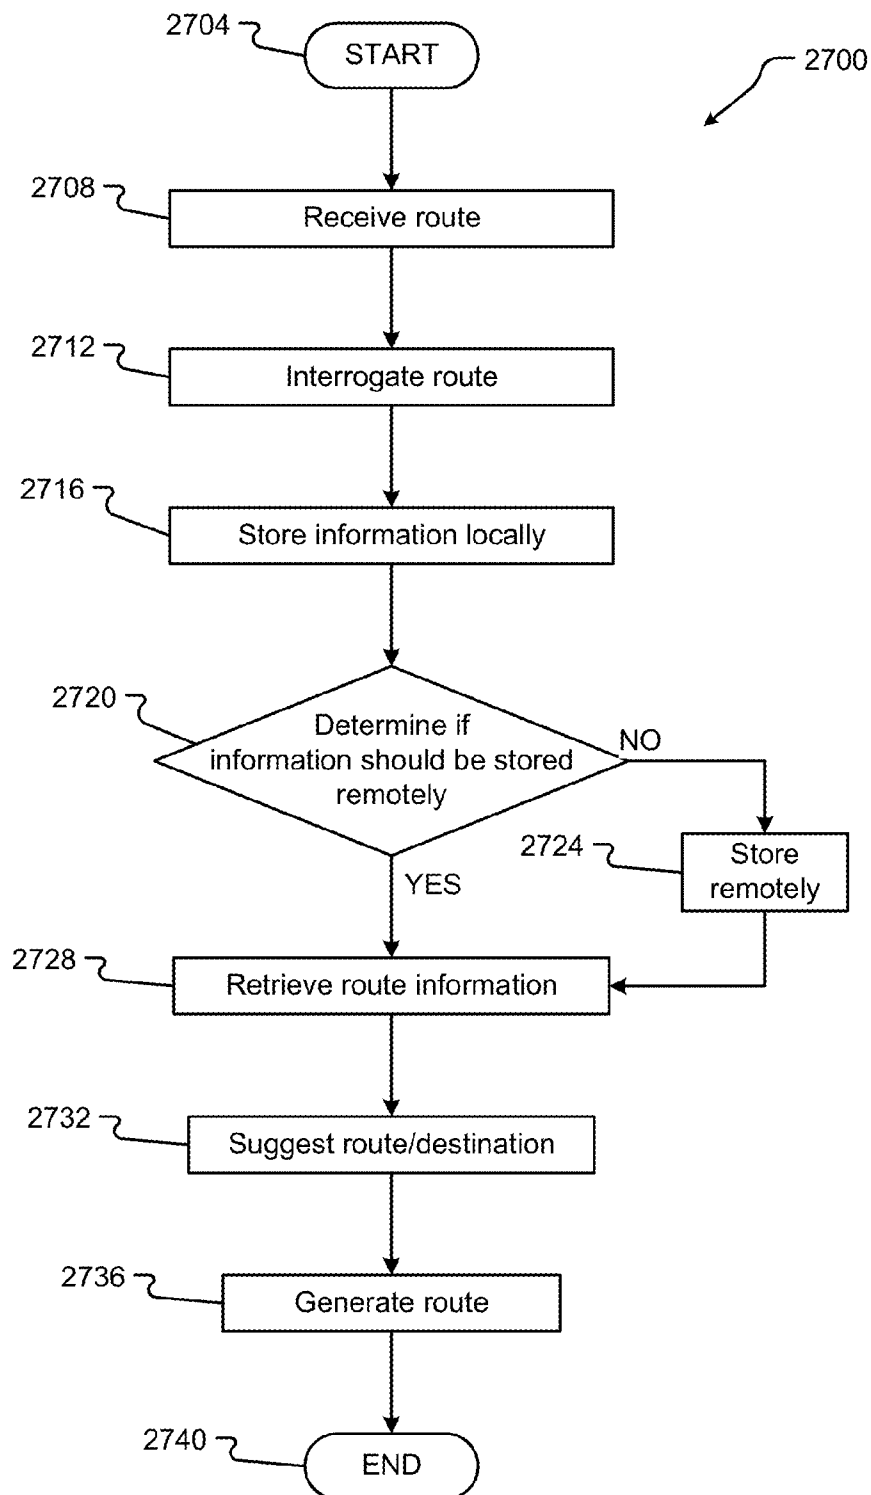 2704
START
2700
2708
Receive route
2712
Interrogate route
2716
Store information locally
2720
Determine if
information should be stored
remotely
NO
2724
Store
remotely
YES
2728
Retrieve route information
2732
Suggest route/destination
2736
Generate route
2740
END